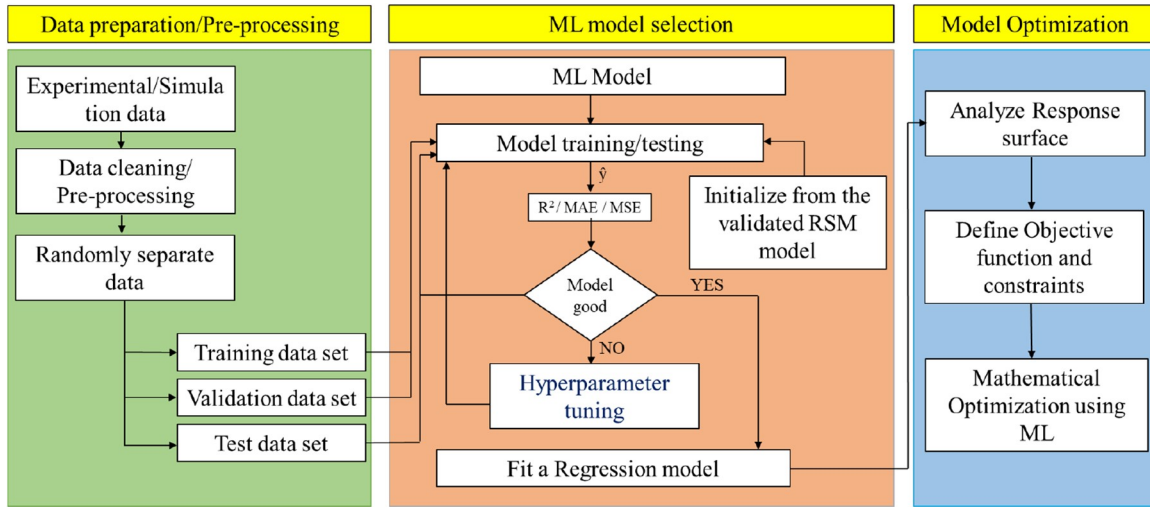 Data preparation/Pre-processing
Experimental/Simula
tion data
Data cleaning/
Pre-processing
Randomly separate
data
Training data set
Validation data set
Test data set
ML model selection
ML Model
Model training/testing
ŷ
R² / MAE / MSE
Initialize from the
validated RSM
model
Model
good
YES
NO
Hyperparameter
tuning
Fit a Regression model
Model Optimization
Analyze Response
surface
Define Objective
function and
constraints
Mathematical
Optimization using
ML